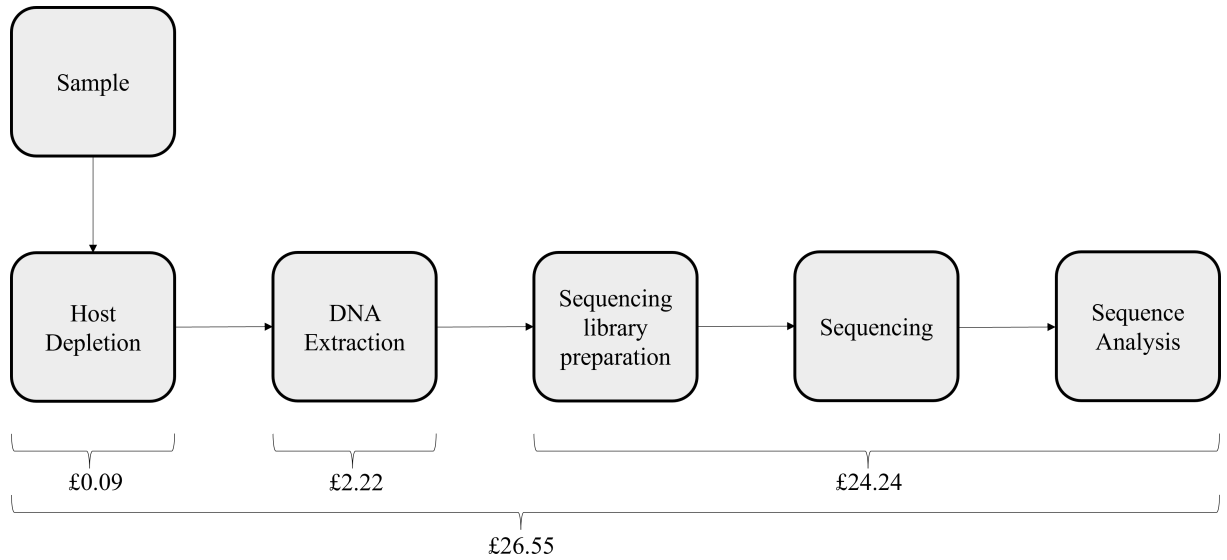 Sample
Host
Depletion
DNA
Extraction
Sequencing
library
preparation
Sequencing
Sequence
Analysis
£0.09
£2.22
£24.24
£26.55